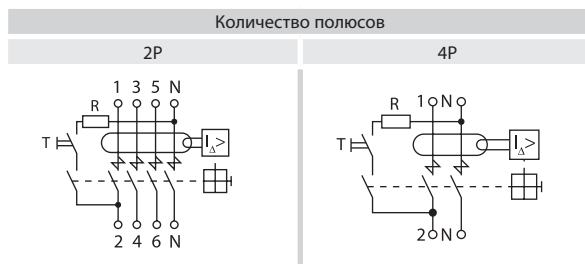 Количество полюсов
2P 4P
1 3 5 N
R
T
I Δ >
2 4 6 N
1 N
R
T
I Δ >
2 N